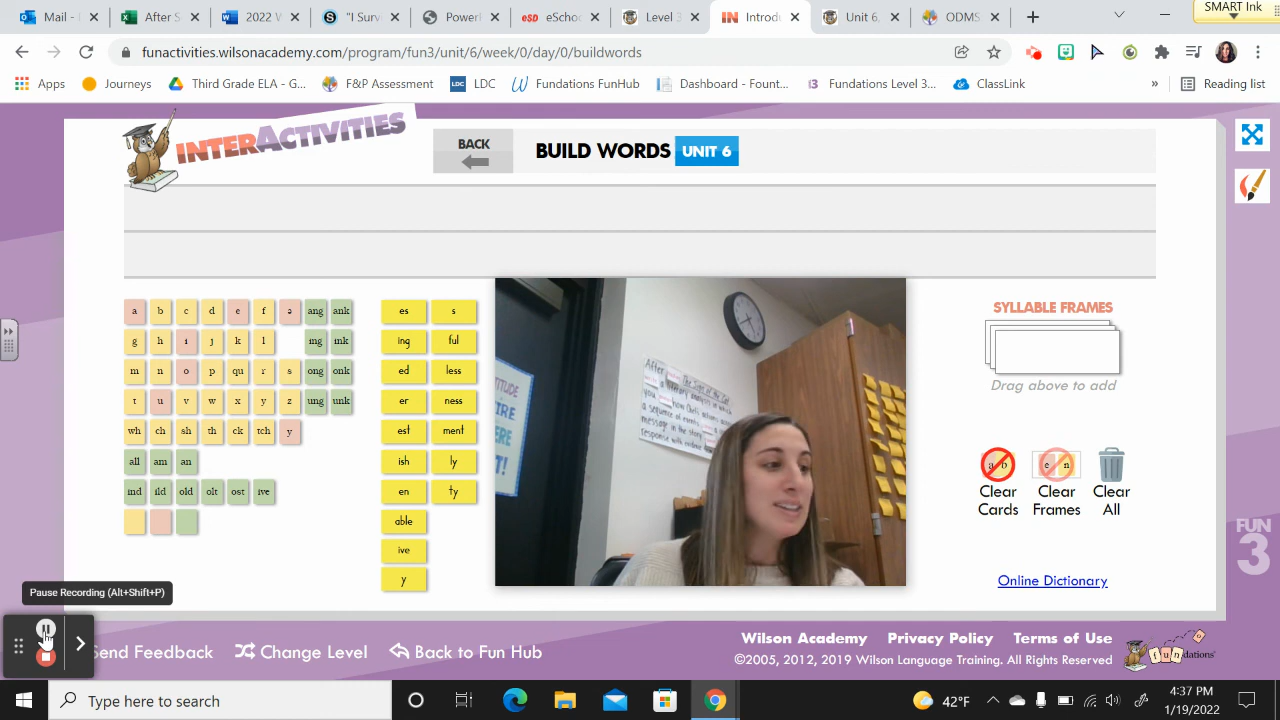 Mail -
After S
2022 W
"I Survi
Powerl
esd eSchoo
Level 3
IN Introdu
Unit 6,
ODMS
SMART Ink
funactivities.wilsonacademy.com/program/fun3/unit/6/week/0/day/0/buildwords
Apps
Journeys
Third Grade ELA - G...
F&P Assessment
LDC LDC
Fundations FunHub
Dashboard - Fount...
Fundations Level 3...
ClassLink
»
Reading list
INTERACTIVITIES
BACK
BUILD WORDS UNIT 6
a b c d e f ə ang ank
g h i j k l ing ink
m n o p qu r s ong onk
t u v w x y z ung unk
wh ch sh th ck tch y
all am an
ind ild old olt ost ive
es s
ing ful
ed less
er ness
est ment
ish ly
en ty
able
ive
y
SYLLABLE FRAMES
Drag above to add
a b
e n
Clear Cards
Clear Frames
Clear All
Online Dictionary
FUN 3
Pause Recording (Alt+Shift+P)
Send Feedback
Change Level
Back to Fun Hub
Wilson Academy Privacy Policy Terms of Use
©2005, 2012, 2019 Wilson Language Training. All Rights Reserved
fundations
Type here to search
42°F
4:37 PM
1/19/2022